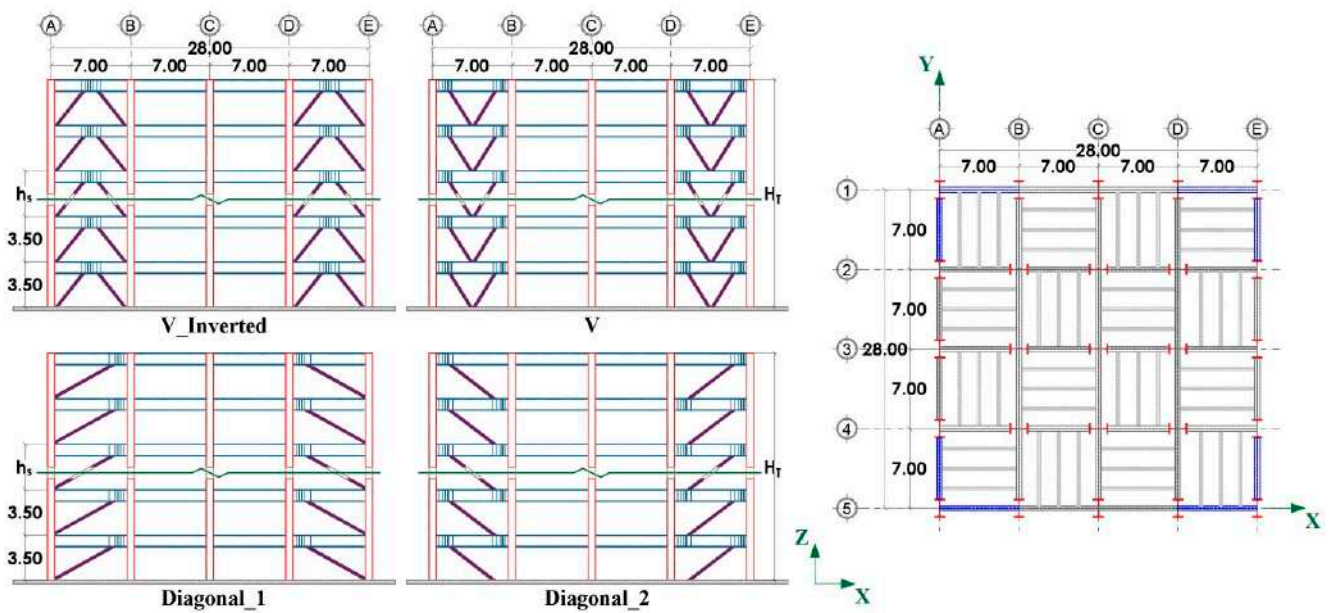 A B C D E
28.00
7.00 7.00 7.00 7.00
hs
3.50
3.50
V_Inverted
A B C D E
28.00
7.00 7.00 7.00 7.00
HT
V
hs
3.50
3.50
Diagonal_1
HT
Diagonal_2
Z
X
Y
A B C D E
28.00
7.00 7.00 7.00 7.00
1
7.00
2
7.00
3 28.00
7.00
4
7.00
5
X